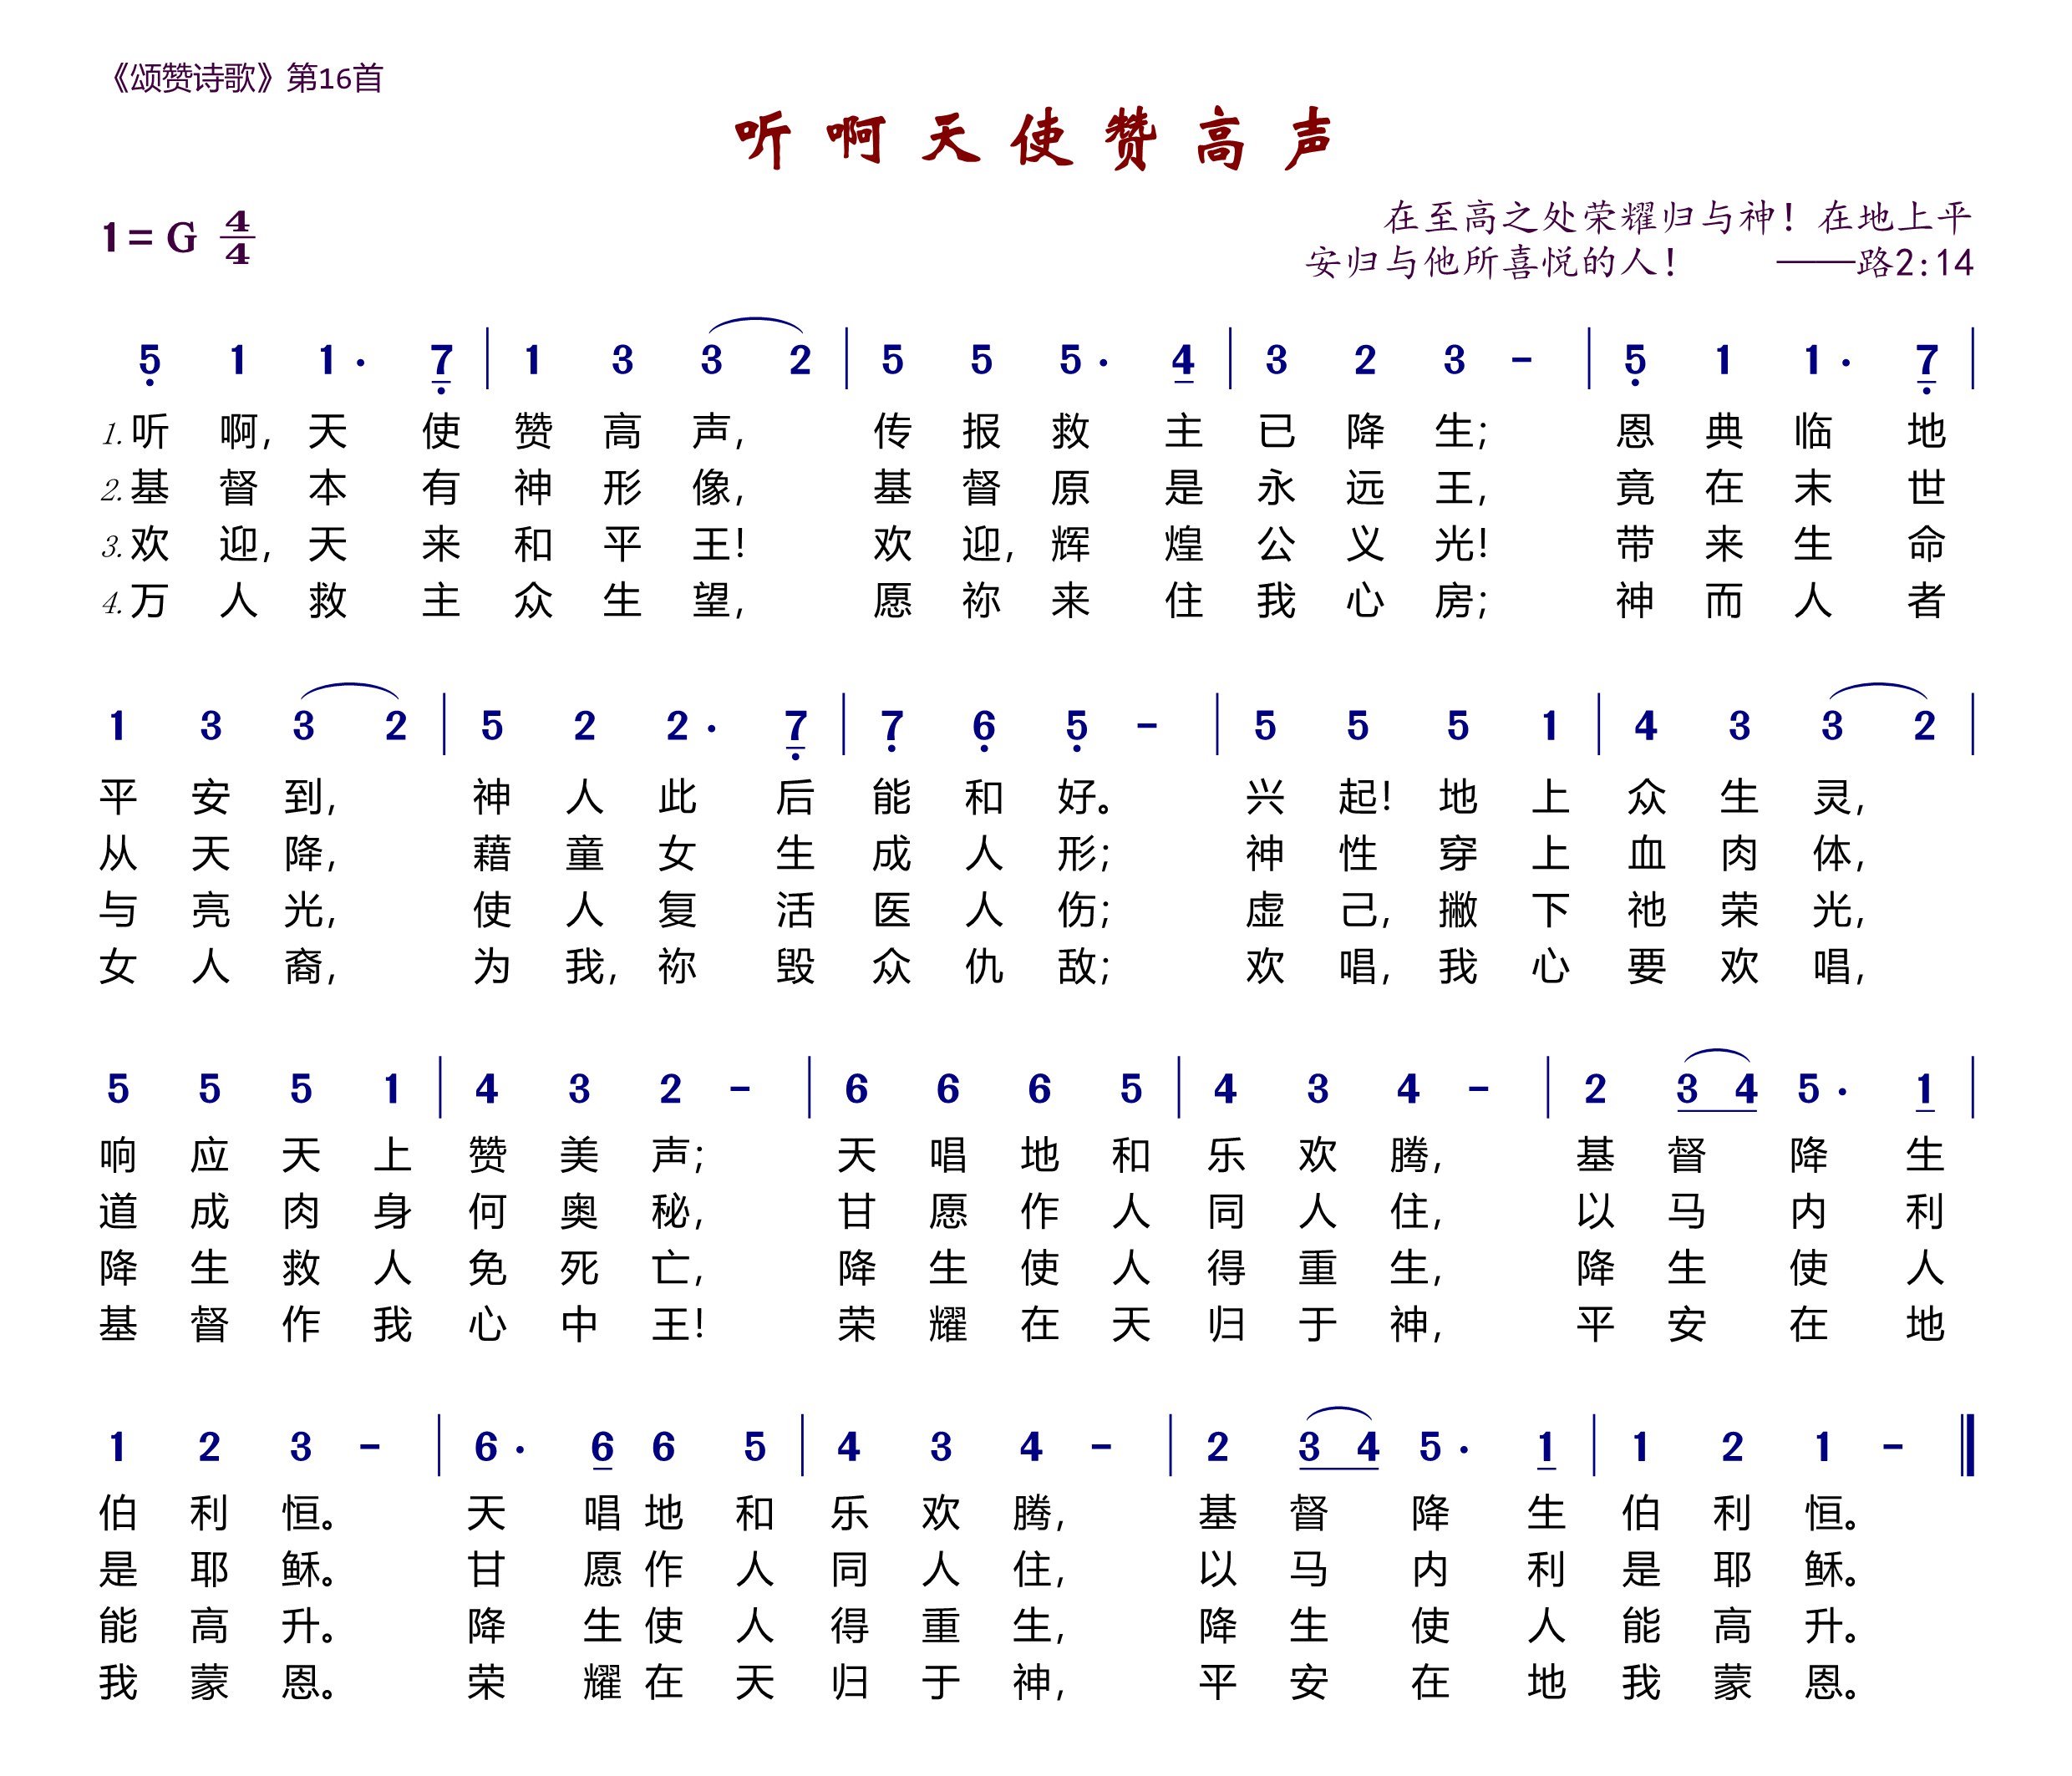 《颂赞诗歌》第16首
听啊天使赞高声
1=G 4/4
在至高之处荣耀归与神！在地上平
安归与他所喜悦的人！ ——路2:14
5̣ 1 1· 7̣ | 1 3 3 2 | 5 5 5· 4 | 3 2 3 - | 5̣ 1 1· 7̣ |
1.听啊，天使赞高声，传报救主已降生；恩典临地
2.基督本有神形像，基督原是永远王，竟在末世
3.欢迎，天来和平王！欢迎，辉煌公义光！带来生命
4.万人救主众生望，愿祢来住我心房；神而人者
1 3 3 2 | 5 2 2· 7̣ | 7̣ 6̣ 5̣ - | 5 5 5 1 | 4 3 3 2 |
平安到，神人此后能和好。兴起！地上众生灵，
从天降，藉童女生成人形；神性穿上血肉体，
与亮光，使人复活医人伤；虚己，撇下祂荣光，
女人裔，为我，祢毁众仇敌；欢唱，我心要欢唱，
5 5 5 1 | 4 3 2 - | 6 6 6 5 | 4 3 4 - | 2 3 4 5· 1 |
响应天上赞美声；天唱地和乐欢腾，基督降生
道成肉身何奥秘，甘愿作人同人住，以马内利
降生救人免死亡，降生使人得重生，降生使人
基督作我心中王！荣耀在天归于神，平安在地
1 2 3 - | 6· 6 6 5 | 4 3 4 - | 2 3 4 5· 1 | 1 2 1 - ‖
伯利恒。天唱地和乐欢腾，基督降生伯利恒。
是耶稣。甘愿作人同人住，以马内利是耶稣。
能高升。降生使人得重生，降生使人能高升。
我蒙恩。荣耀在天归于神，平安在地我蒙恩。